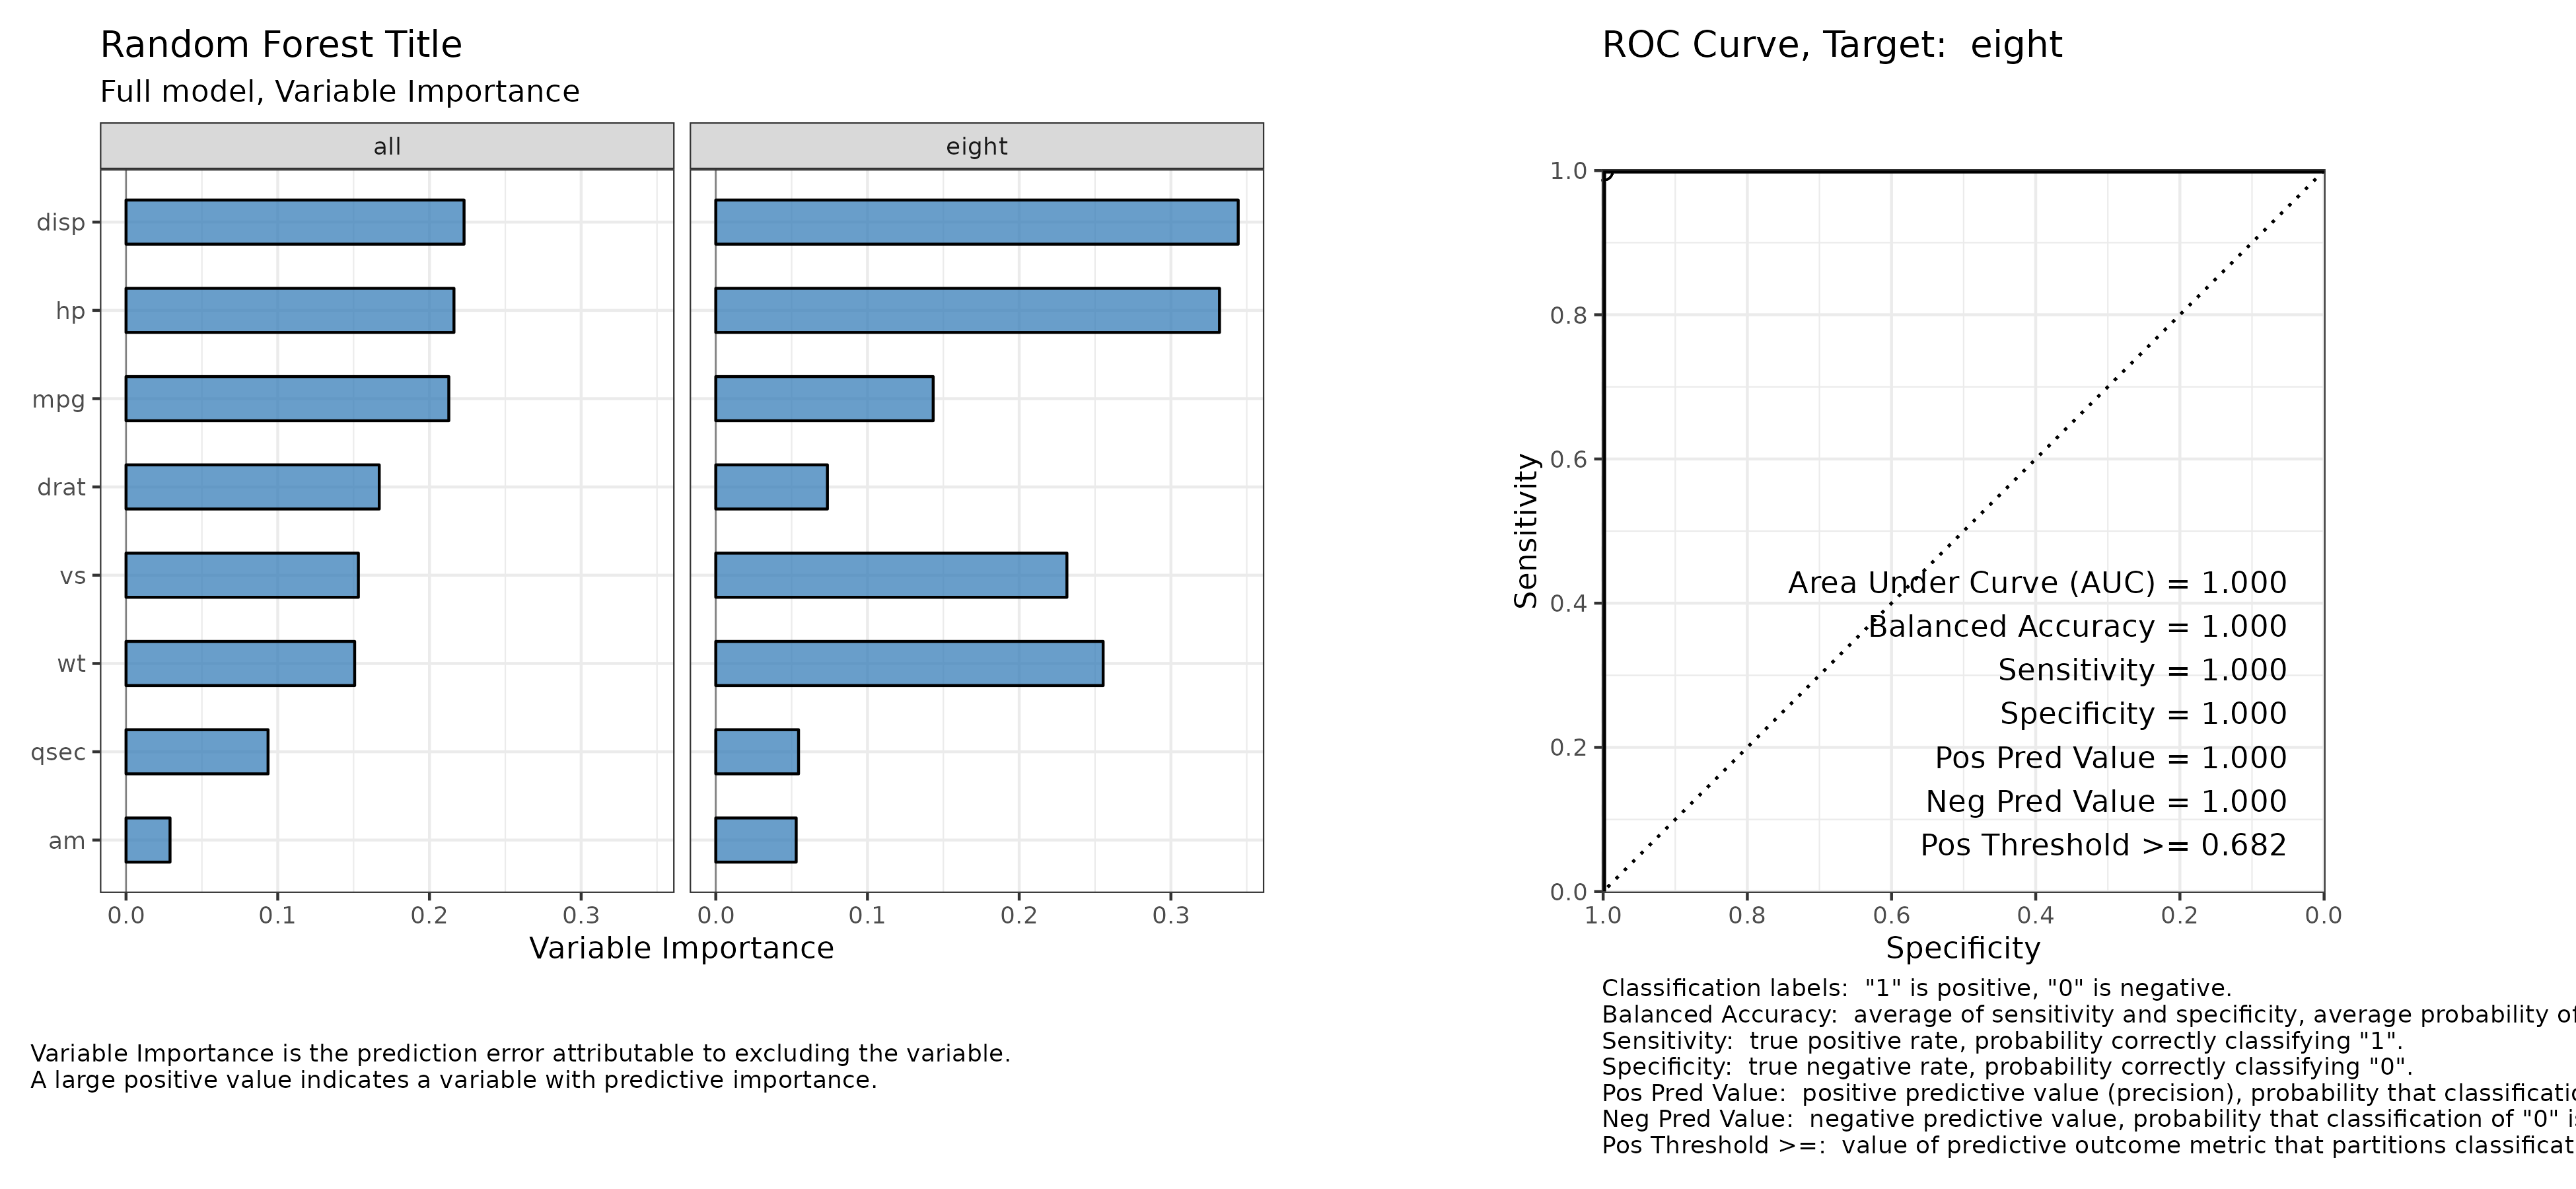 Random Forest Title
Full model, Variable Importance
all
eight
disp
hp
mpg
drat
vs
wt
qsec
am
0.0 0.1 0.2 0.3
0.0 0.1 0.2 0.3
Variable Importance
Variable Importance is the prediction error attributable to excluding the variable.
A large positive value indicates a variable with predictive importance.
ROC Curve, Target:  eight
Sensitivity
1.0
0.8
0.6
0.4
0.2
0.0
Area Under Curve (AUC) = 1.000
Balanced Accuracy = 1.000
Sensitivity = 1.000
Specificity = 1.000
Pos Pred Value = 1.000
Neg Pred Value = 1.000
Pos Threshold >= 0.682
1.0 0.8 0.6 0.4 0.2 0.0
Specificity
Classification labels:  "1" is positive, "0" is negative.
Balanced Accuracy:  average of sensitivity and specificity, average probability of
Sensitivity:  true positive rate, probability correctly classifying "1".
Specificity:  true negative rate, probability correctly classifying "0".
Pos Pred Value:  positive predictive value (precision), probability that
Neg Pred Value:  negative predictive value, probability that classification of "0"
Pos Threshold >=:  value of predictive outcome metric that partitions